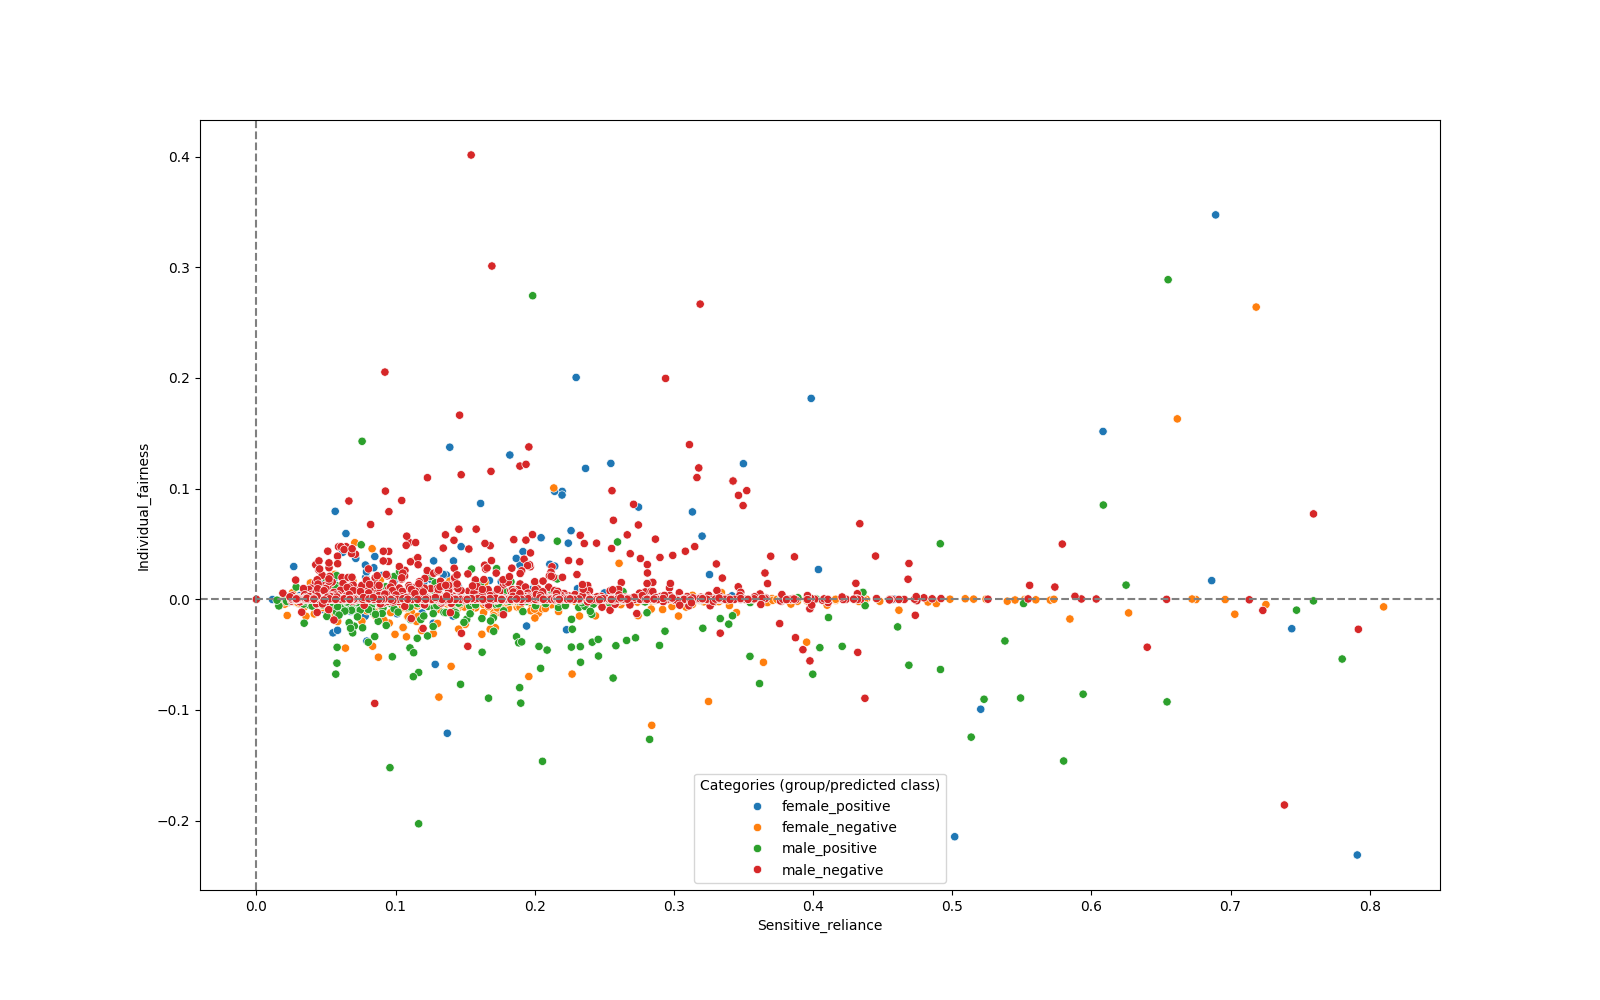 0.4
0.3
0.2
0.1
0.0
−0.1
−0.2
Individual_fairness
Categories (group/predicted class)
female_positive
female_negative
male_positive
male_negative
0.0 0.1 0.2 0.3 0.4 0.5 0.6 0.7 0.8
Sensitive_reliance